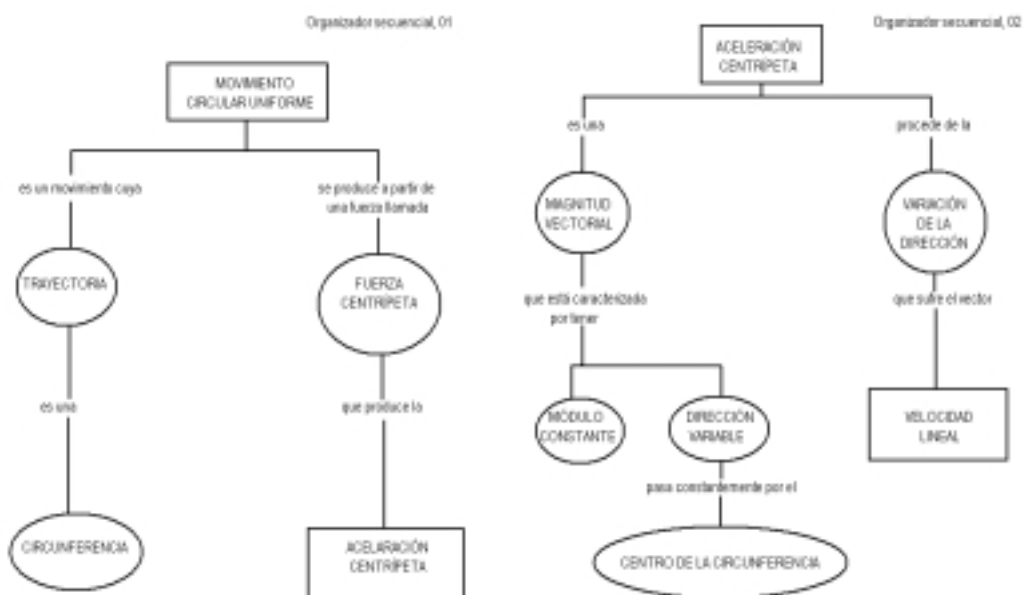 Organizador secuencial, 01
MOVIMIENTO
CIRCULAR UNIFORME
es un movimiento cuya
se produce a partir de
una fuerza llamada
TRAYECTORIA
FUERZA
CENTRÍPETA
es una
que produce la
CIRCUNFERENCIA
ACELARACIÓN
CENTRÍPETA
Organizador secuencial, 02
ACELERACIÓN
CENTRÍPETA
es una
procede de la
MAGNITUD
VECTORIAL
VARIACIÓN
DE LA
DIRECCIÓN
que está caracterizada
por tener
que sufre el vector
MÓDULO
CONSTANTE
DIRECCIÓN
VARIABLE
VELOCIDAD
LINEAL
pasa constantemente por el
CENTRO DE LA CIRCUNFERENCIA